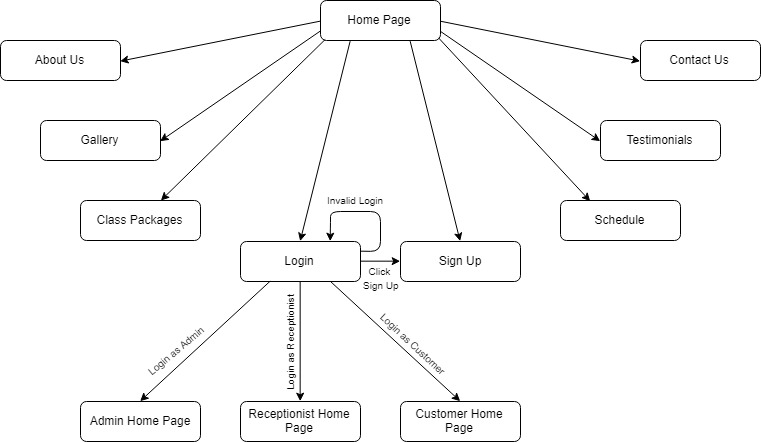 Home Page
About Us
Contact Us
Gallery
Testimonials
Class Packages
Schedule
Invalid Login
Login
Sign Up
Click
Sign Up
Login as Admin
Login as Receptionist
Login as Customer
Admin Home Page
Receptionist Home
Page
Customer Home
Page